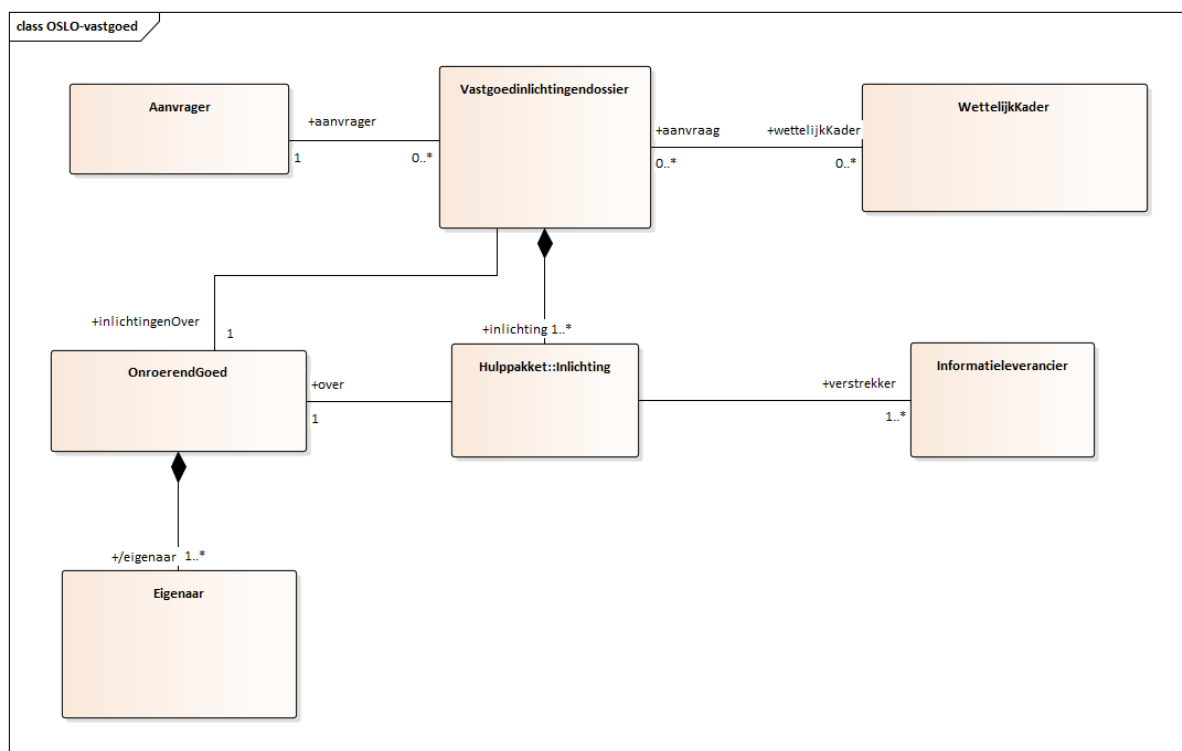 class OSLO-vastgoed
Aanvrager
Vastgoedinlichtingendossier
WettelijkKader
+aanvrager
1
0..*
+aanvraag
0..*
+wettelijkKader
0..*
+inlichtingenOver
1
+inlichting 1..*
OnroerendGoed
+over
1
Hulppakket::Inlichting
+verstrekker
1..*
Informatieleverancier
+/eigenaar 1..*
Eigenaar